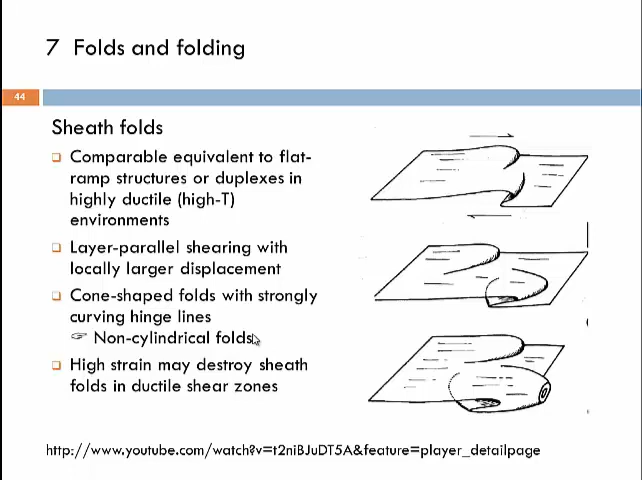 7 Folds and folding
44
Sheath folds
Comparable equivalent to flat-
ramp structures or duplexes in
highly ductile (high-T)
environments
Layer-parallel shearing with
locally larger displacement
Cone-shaped folds with strongly
curving hinge lines
☞ Non-cylindrical folds
High strain may destroy sheath
folds in ductile shear zones
http://www.youtube.com/watch?v=t2niBJuDT5A&feature=player_detailpage